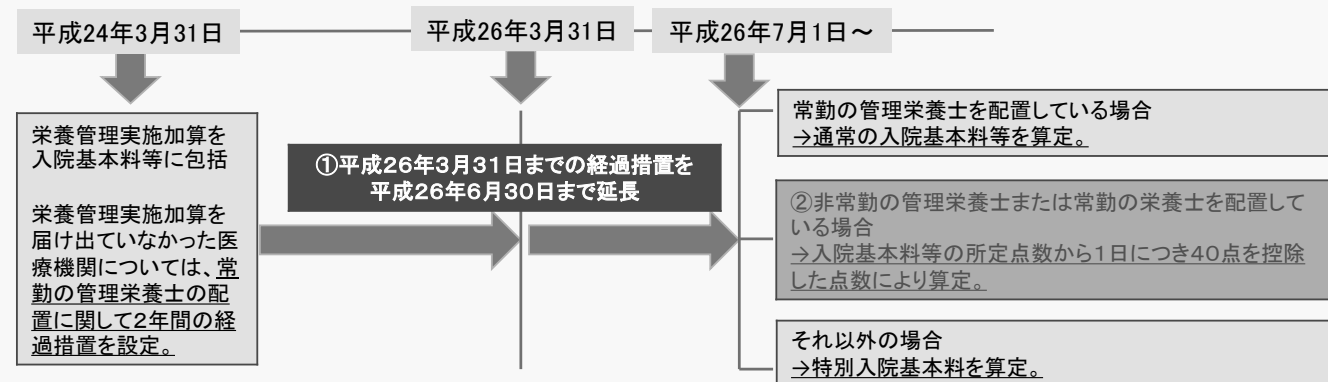 平成24年3月31日
平成26年3月31日
平成26年7月1日～
栄養管理実施加算を
入院基本料等に包括
栄養管理実施加算を
届け出ていなかった医
療機関については、常
勤の管理栄養士の配
置に関して２年間の経
過措置を設定。
①平成２６年３月３１日までの経過措置を
平成２６年６月３０日まで延長
常勤の管理栄養士を配置している場合
→通常の入院基本料等を算定。
②非常勤の管理栄養士または常勤の栄養士を配置して
いる場合
→入院基本料等の所定点数から１日につき４０点を控除
した点数により算定。
それ以外の場合
→特別入院基本料を算定。